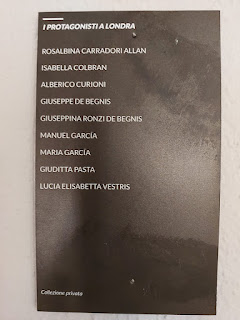 I PROTAGONISTI A LONDRA
ROSALBINA CARRADORI ALLAN
ISABELLA COLBRAN
ALBERICO CURIONI
GIUSEPPE DE BEGNIS
GIUSEPPINA RONZI DE BEGNIS
MANUEL GARCÍA
MARIA GARCÍA
GIUDITTA PASTA
LUCIA ELISABETTA VESTRIS
Collezione privata